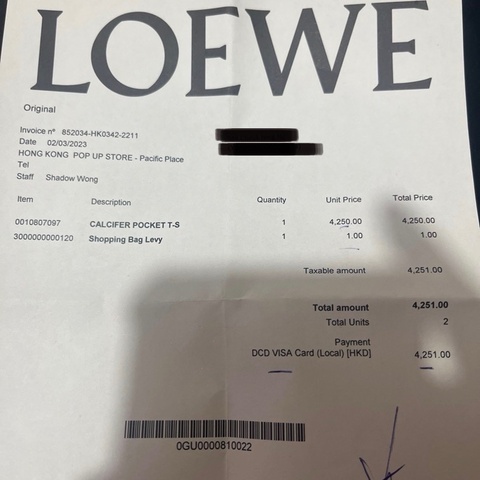 LOEWE
Original
Invoice nº 852034-HK0342-2211
Date 02/03/2023
HONG KONG POP UP STORE - Pacific Place
Tel
Staff Shadow Wong
Item Description Quantity Unit Price Total Price
0010807097 CALCIFER POCKET T-S 1 4,250.00 4,250.00
3000000000120 Shopping Bag Levy 1 1.00 1.00
Taxable amount 4,251.00
Total amount 4,251.00
Total Units 2
Payment
DCD VISA Card (Local) [HKD] 4,251.00
0GU0000810022